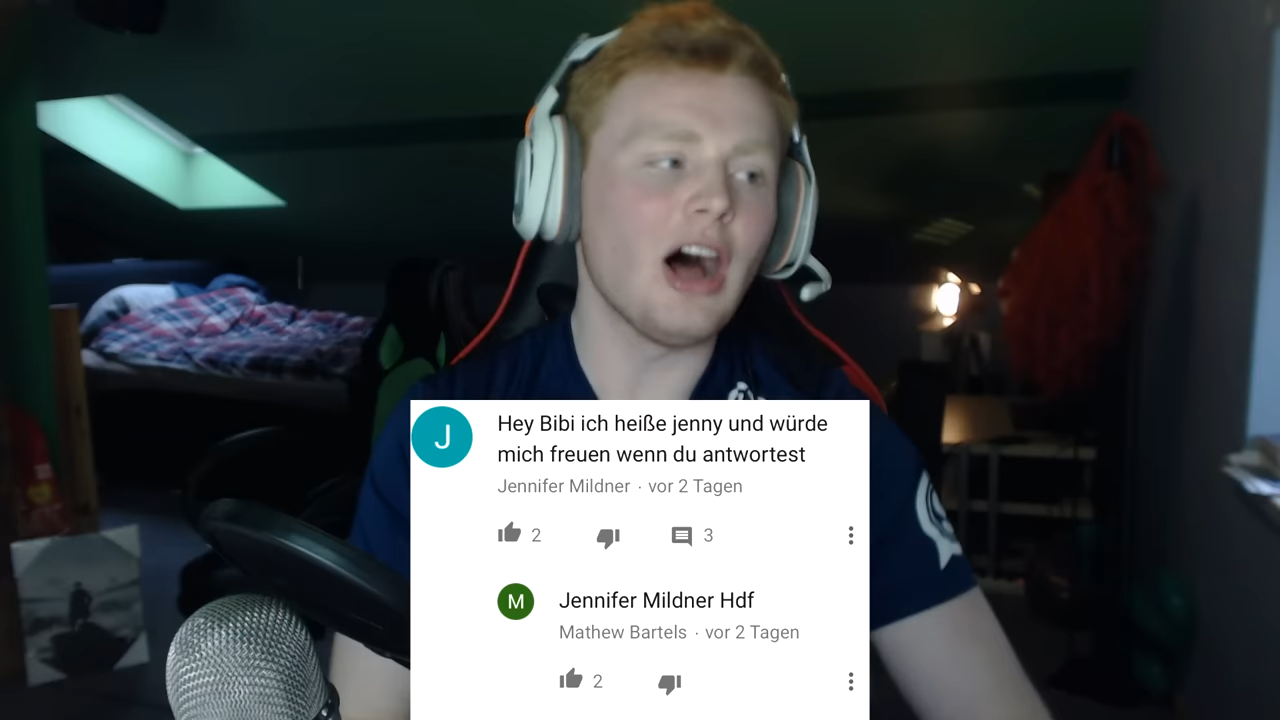 J
Hey Bibi ich heiße jenny und würde
mich freuen wenn du antwortest
Jennifer Mildner · vor 2 Tagen
2
3
M
Jennifer Mildner Hdf
Mathew Bartels · vor 2 Tagen
2